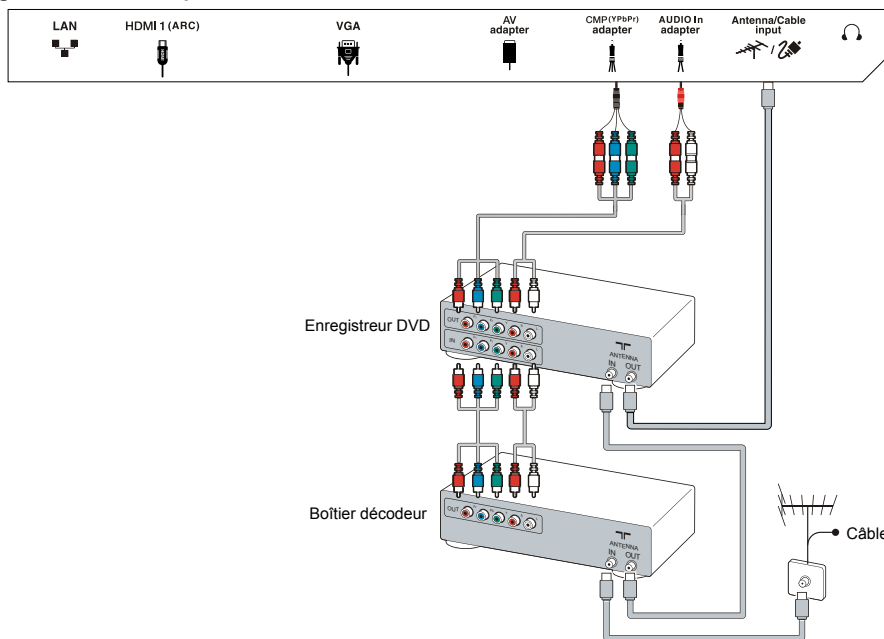 LAN
HDMI 1 (ARC)
VGA
AV
adapter
CMP (YPbPr)
adapter
AUDIO In
adapter
Antenna/Cable
input
/
Enregistreur DVD
OUT
IN
ANTENNA
IN OUT
Boîtier décodeur
OUT
ANTENNA
IN OUT
Câble